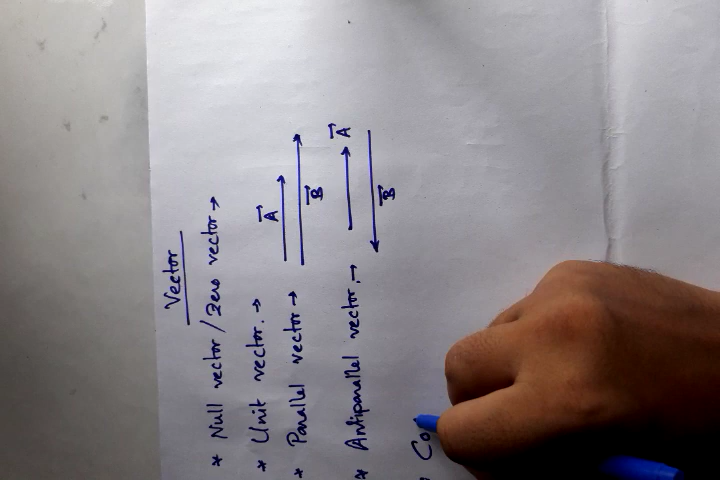 Vector
* Null vector / Zero vector →
* Unit vector. →
* Parallel vector → A B
* Antiparallel vector. → A B
Co